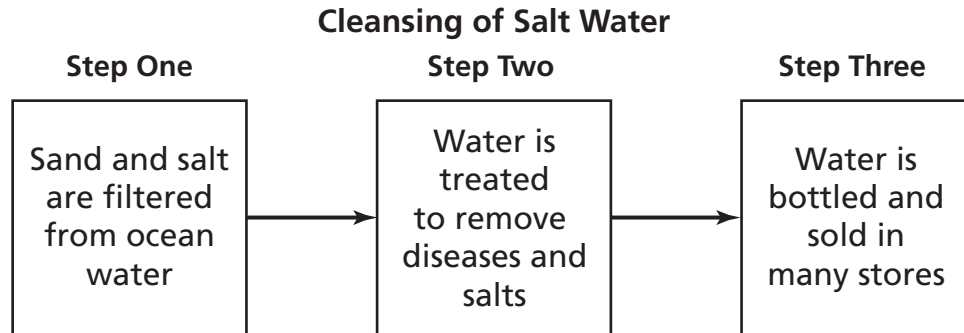 Cleansing of Salt Water
Step One
Sand and salt
are filtered
from ocean
water
Step Two
Water is
treated
to remove
diseases and
salts
Step Three
Water is
bottled and
sold in
many stores